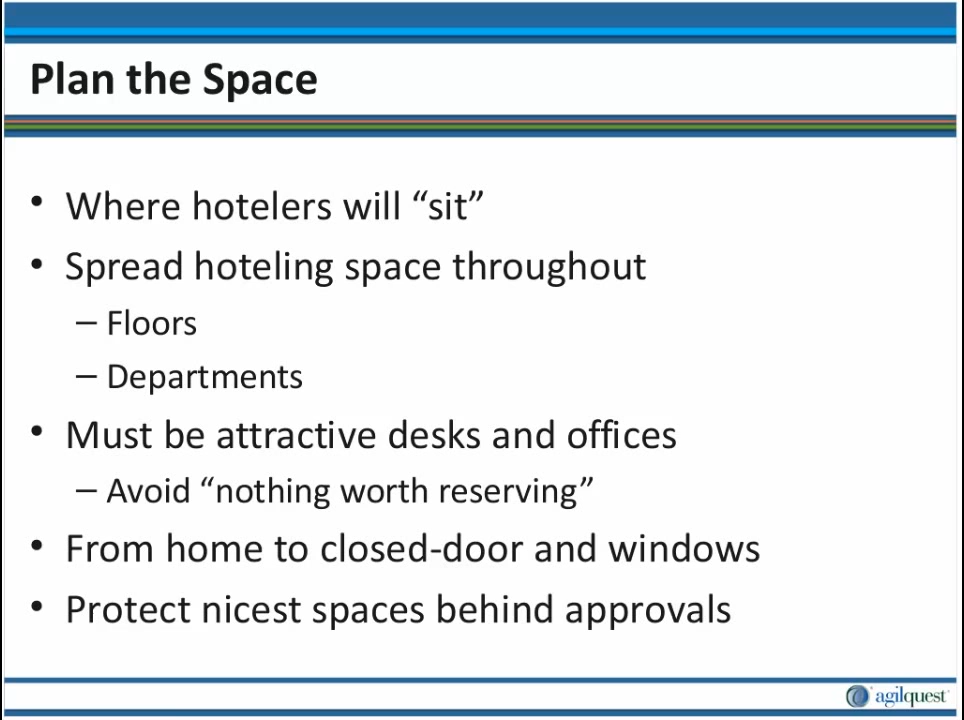 Plan the Space
• Where hotelers will “sit”
• Spread hoteling space throughout
– Floors
– Departments
• Must be attractive desks and offices
– Avoid “nothing worth reserving”
• From home to closed-door and windows
• Protect nicest spaces behind approvals
agilquest